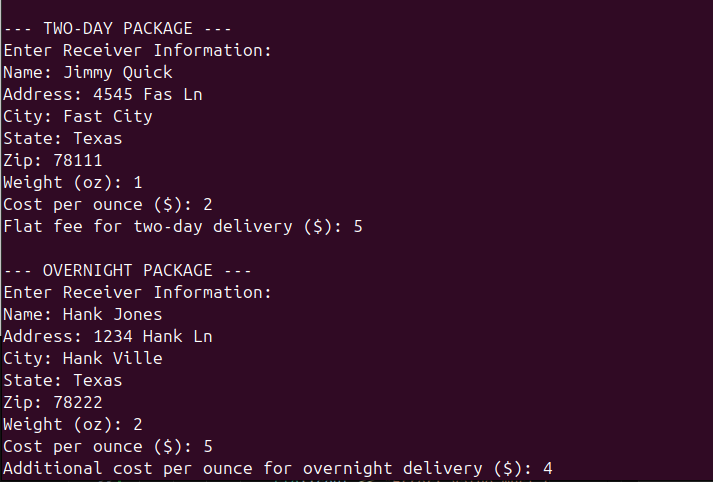 --- TWO-DAY PACKAGE ---
Enter Receiver Information:
Name: Jimmy Quick
Address: 4545 Fas Ln
City: Fast City
State: Texas
Zip: 78111
Weight (oz): 1
Cost per ounce ($): 2
Flat fee for two-day delivery ($): 5
--- OVERNIGHT PACKAGE ---
Enter Receiver Information:
Name: Hank Jones
Address: 1234 Hank Ln
City: Hank Ville
State: Texas
Zip: 78222
Weight (oz): 2
Cost per ounce ($): 5
Additional cost per ounce for overnight delivery ($): 4